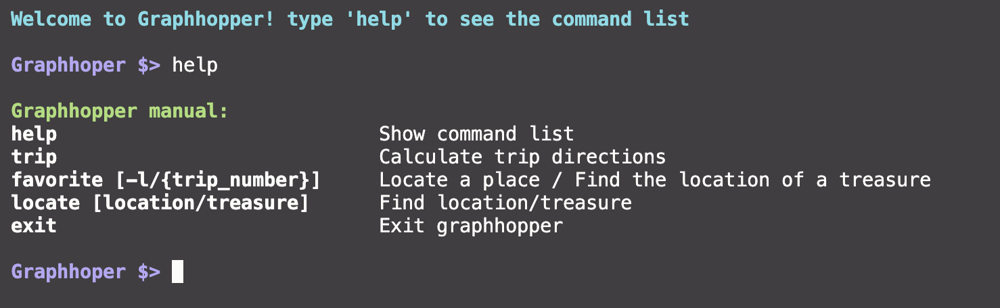 Welcome to Graphhopper! type 'help' to see the command list
Graphhoper $> help
Graphhopper manual:
help Show command list
trip Calculate trip directions
favorite [-l/{trip_number}] Locate a place / Find the location of a treasure
locate [location/treasure] Find location/treasure
exit Exit graphhopper
Graphhoper $>